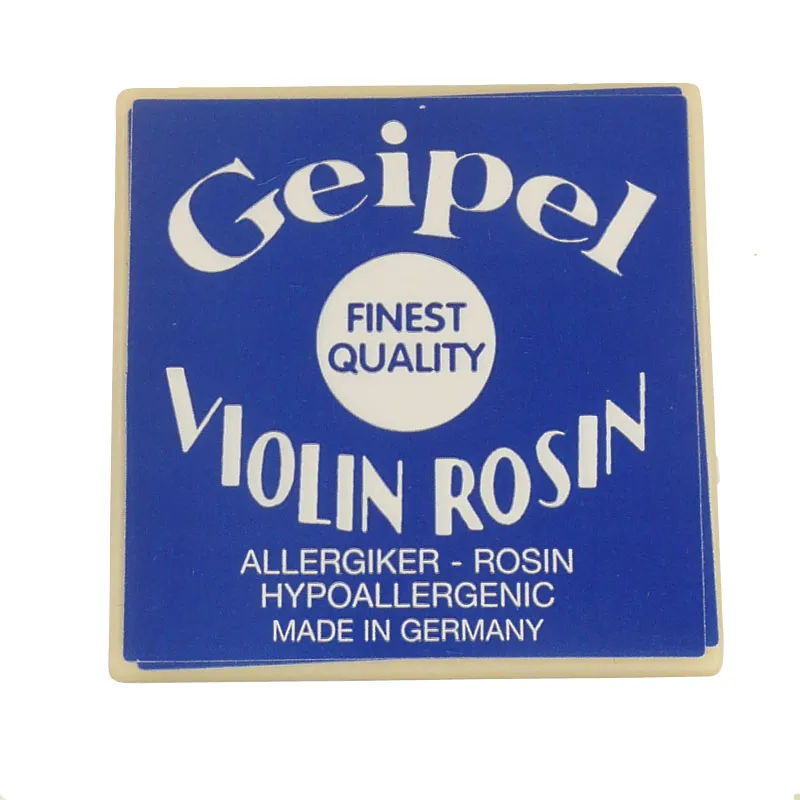 Geipel
FINEST
QUALITY
VIOLIN ROSIN
ALLERGIKER - ROSIN
HYPOALLERGENIC
MADE IN GERMANY